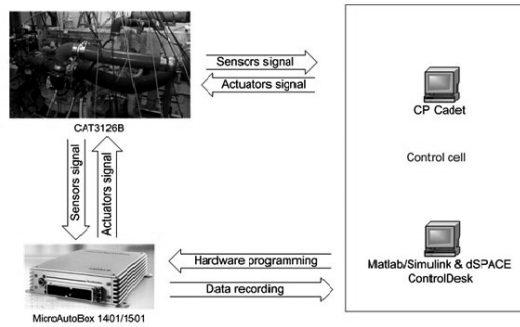 Sensors signal
Actuators signal
CAT3126B
CP Cadet
Control cell
Sensors signal
Actuators signal
Hardware programming
Data recording
Matlab/Simulink & dSPACE
ControlDesk
MicroAutoBox 1401/1501